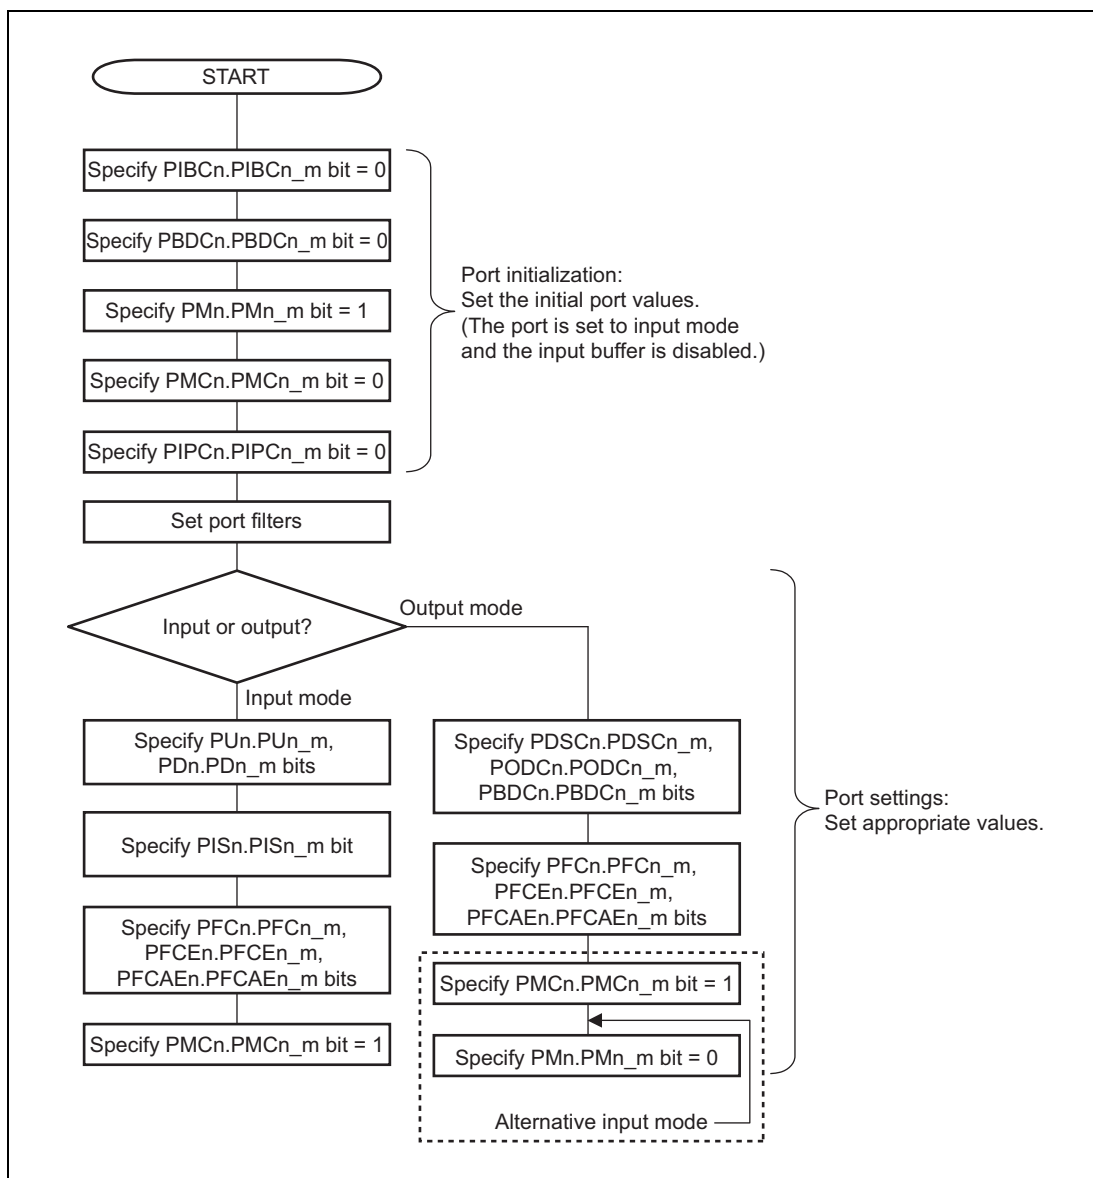 START
Specify PIBCn.PIBCn_m bit = 0
Specify PBDCn.PBDCn_m bit = 0
Specify PMn.PMn_m bit = 1
Specify PMCn.PMCn_m bit = 0
Specify PIPCn.PIPCn_m bit = 0
Port initialization:
Set the initial port values.
(The port is set to input mode
and the input buffer is disabled.)
Set port filters
Input or output?
Output mode
Input mode
Specify PUn.PUn_m,
PDn.PDn_m bits
Specify PISn.PISn_m bit
Specify PFCn.PFCn_m,
PFCEn.PFCEn_m,
PFCAEn.PFCAEn_m bits
Specify PMCn.PMCn_m bit = 1
Specify PDSCn.PDSCn_m,
PODCn.PODCn_m,
PBDCn.PBDCn_m bits
Specify PFCn.PFCn_m,
PFCEn.PFCEn_m,
PFCAEn.PFCAEn_m bits
Specify PMCn.PMCn_m bit = 1
Specify PMn.PMn_m bit = 0
Alternative input mode
Port settings:
Set appropriate values.